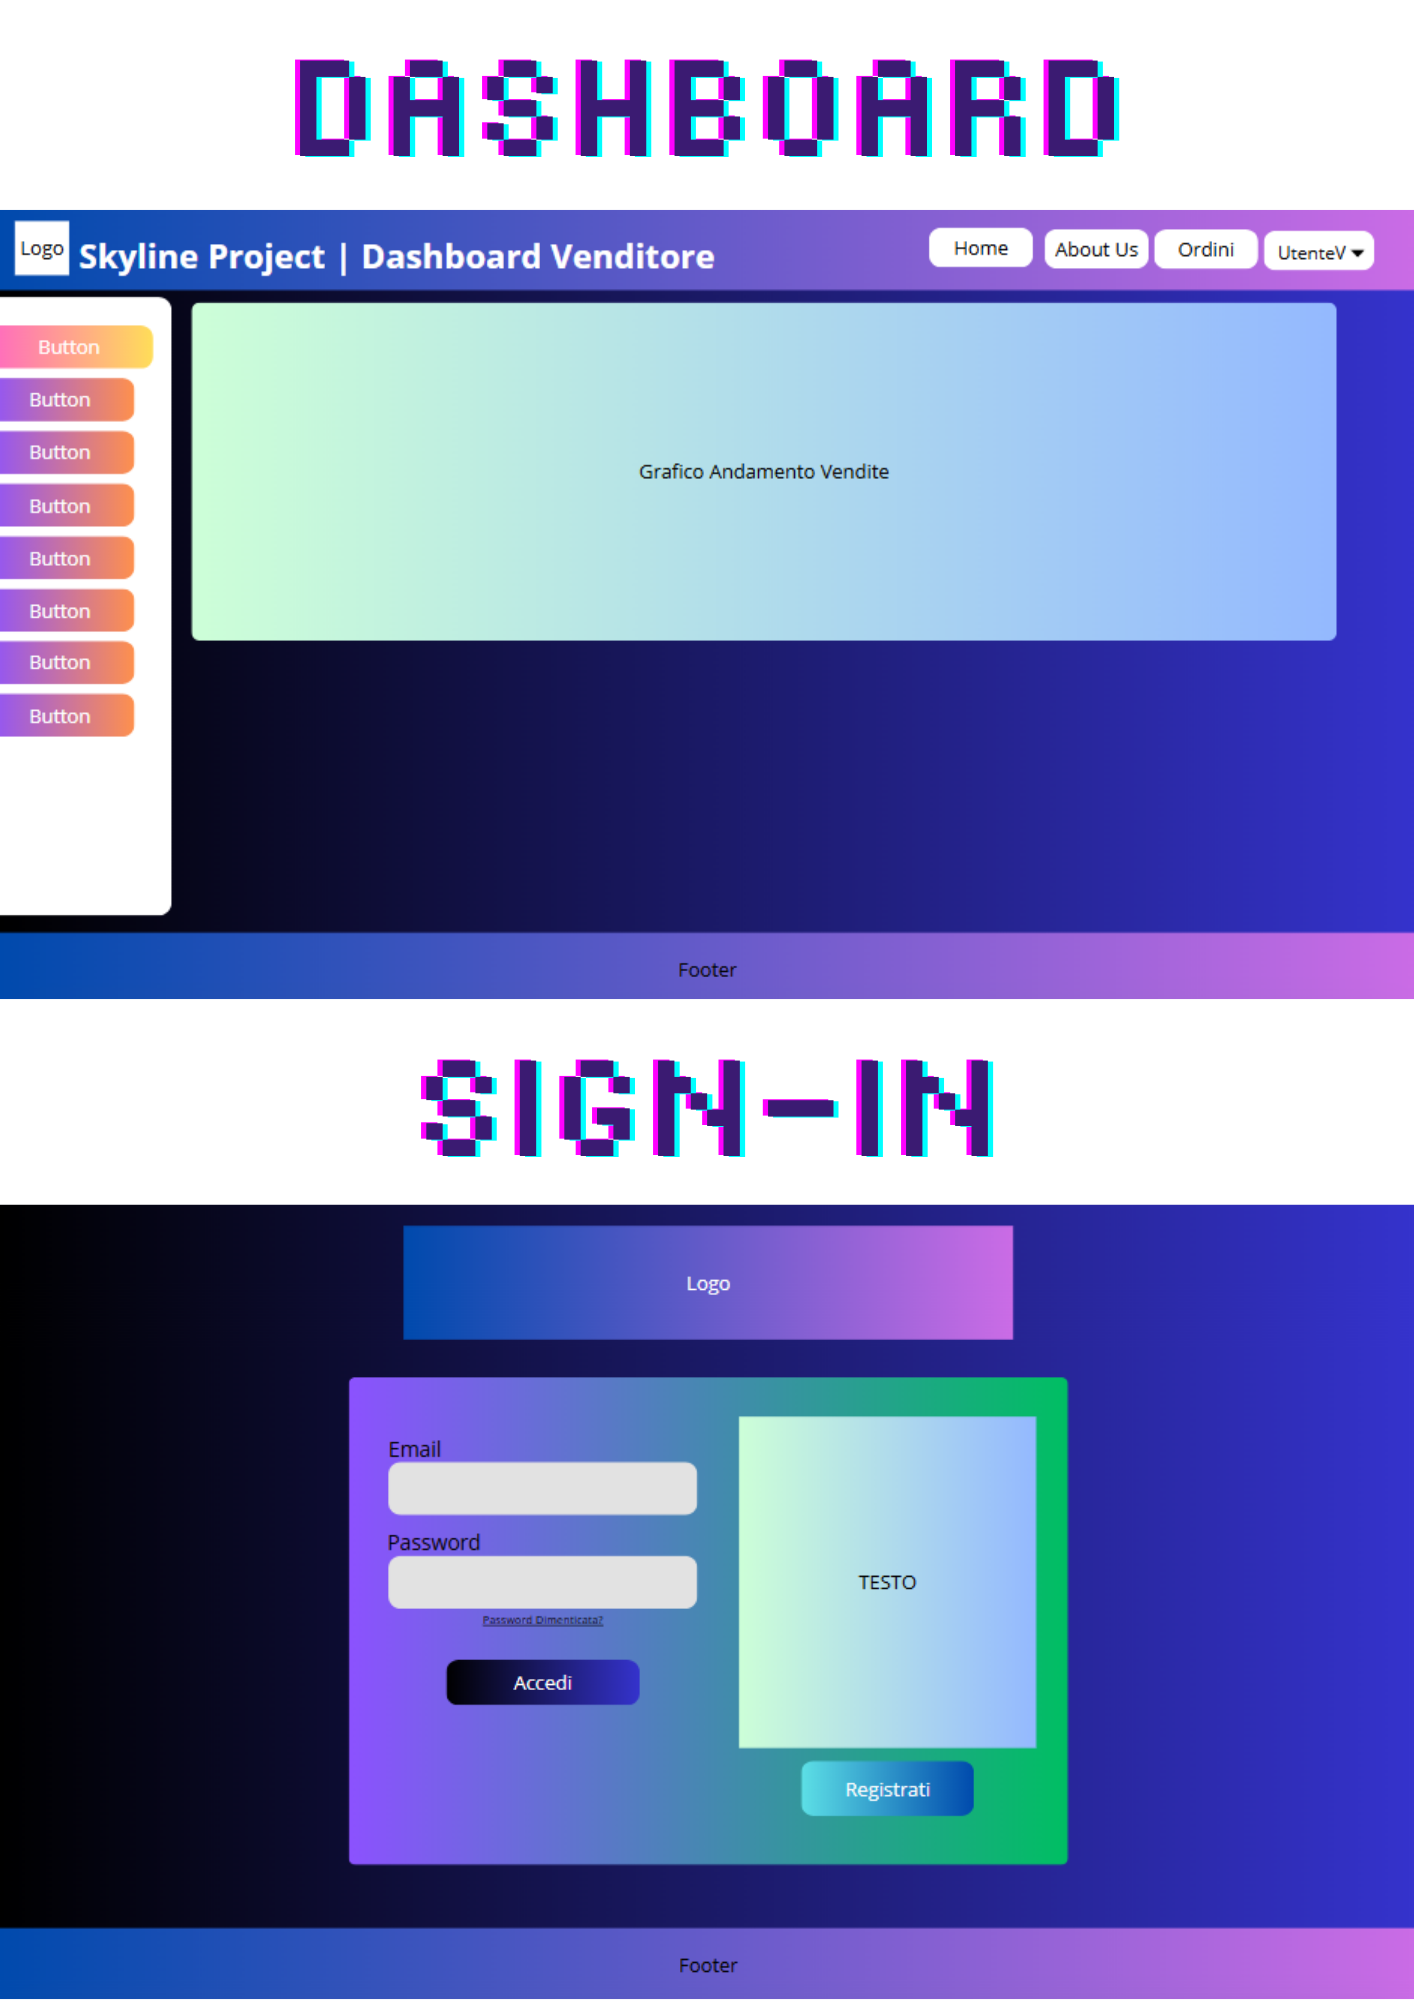 DASHBOARD
Logo
Skyline Project | Dashboard Venditore
Home
About Us
Ordini
UtenteV
Button
Button
Button
Button
Button
Button
Button
Button
Grafico Andamento Vendite
Footer
SIGN-IN
Logo
Email
Password
Password Dimenticata?
Accedi
TESTO
Registrati
Footer